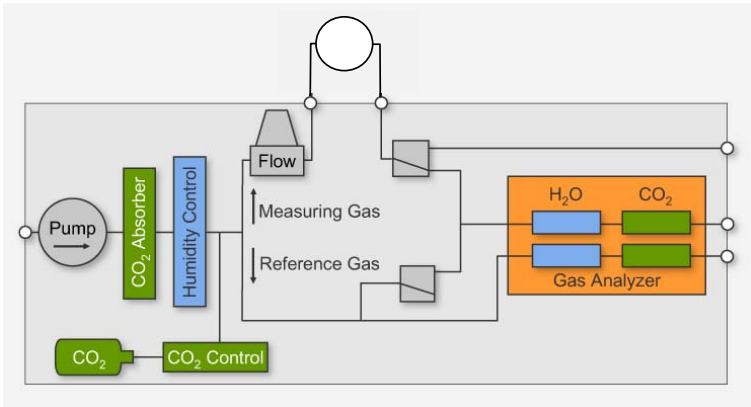 Flow
Pump
CO₂ Absorber
Humidity Control
Measuring Gas
Reference Gas
H₂O
CO₂
Gas Analyzer
CO₂
CO₂ Control